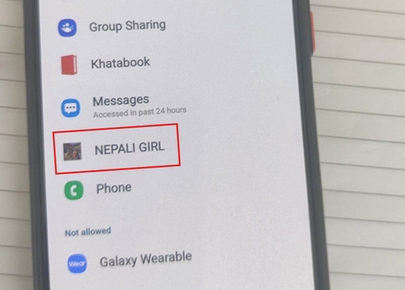 Group Sharing
Khatabook
Messages
Accessed in past 24 hours
NEPALI GIRL
Phone
Not allowed
Wear
Galaxy Wearable